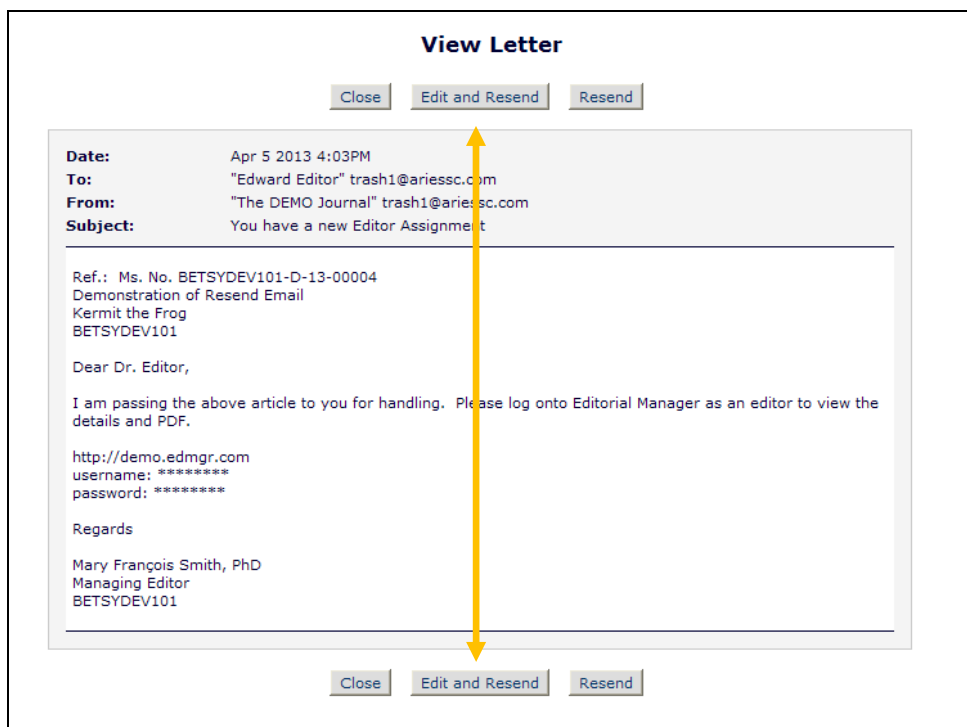 View Letter
Close Edit and Resend Resend
Date: Apr 5 2013 4:03PM
To: "Edward Editor" trash1@ariessc.com
From: "The DEMO Journal" trash1@ariessc.com
Subject: You have a new Editor Assignment
Ref.: Ms. No. BETSYDEV101-D-13-00004
Demonstration of Resend Email
Kermit the Frog
BETSYDEV101
Dear Dr. Editor,
I am passing the above article to you for handling. Please log onto Editorial Manager as an editor to view the
details and PDF.
http://demo.edmgr.com
username: ********
password: ********
Regards
Mary François Smith, PhD
Managing Editor
BETSYDEV101
Close Edit and Resend Resend